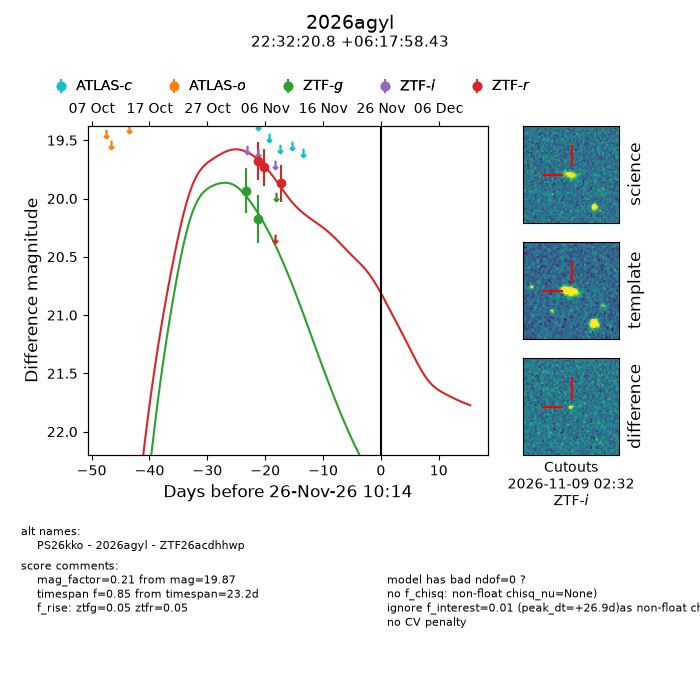 2026agyl
22:32:20.8 +06:17:58.43
ATLAS-c ATLAS-o ZTF-g ZTF-i ZTF-r
07 Oct 17 Oct 27 Oct 06 Nov 16 Nov 26 Nov 06 Dec
19.5
20.0
20.5
21.0
21.5
22.0
Difference magnitude
−50 −40 −30 −20 −10 0 10
Days before 26-Nov-26 10:14
science
template
difference
Cutouts
2026-11-09 02:32
ZTF-i
alt names:
PS26kko - 2026agyl - ZTF26acdhhwp
score comments:
mag_factor=0.21 from mag=19.87
timespan f=0.85 from timespan=23.2d
f_rise: ztfg=0.05 ztfr=0.05
model has bad ndof=0 ?
no f_chisq: non-float chisq_nu=None)
ignore f_interest=0.01 (peak_dt=+26.9d)as non-float ch
no CV penalty